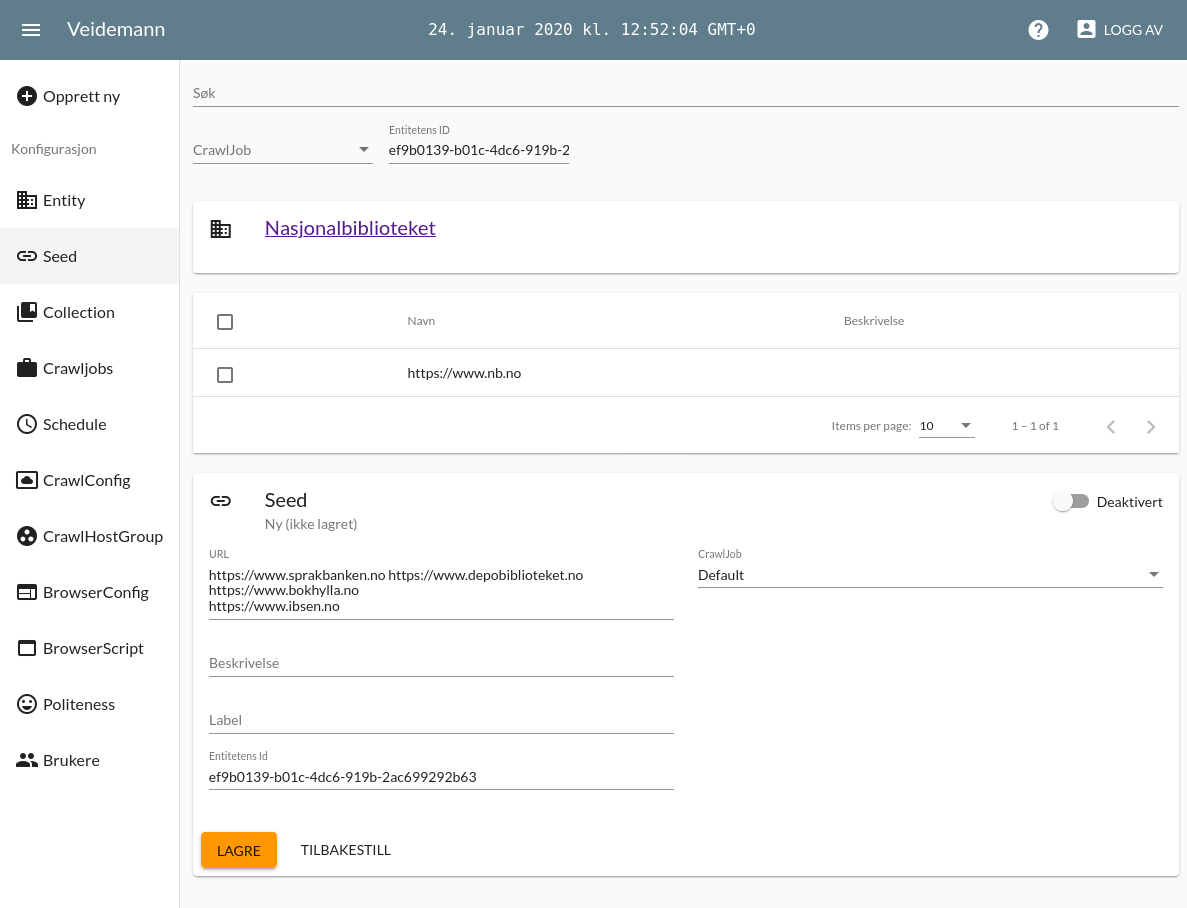 Veidemann
24. januar 2020 kl. 12:52:04 GMT+0
LOGG AV
Opprett ny
Konfigurasjon
Entity
Seed
Collection
Crawljobs
Schedule
CrawlConfig
CrawlHostGroup
BrowserConfig
BrowserScript
Politeness
Brukere
Søk
CrawlJob
Entitetens ID
ef9b0139-b01c-4dc6-919b-2
Nasjonalbiblioteket
Navn Beskrivelse
https://www.nb.no
Items per page: 10 1 – 1 of 1
Seed
Ny (ikke lagret)
Deaktivert
URL
https://www.sprakbanken.no https://www.depobiblioteket.no
https://www.bokhylla.no
https://www.ibsen.no
CrawlJob
Default
Beskrivelse
Label
Entitetens Id
ef9b0139-b01c-4dc6-919b-2ac699292b63
LAGRE TILBAKESTILL